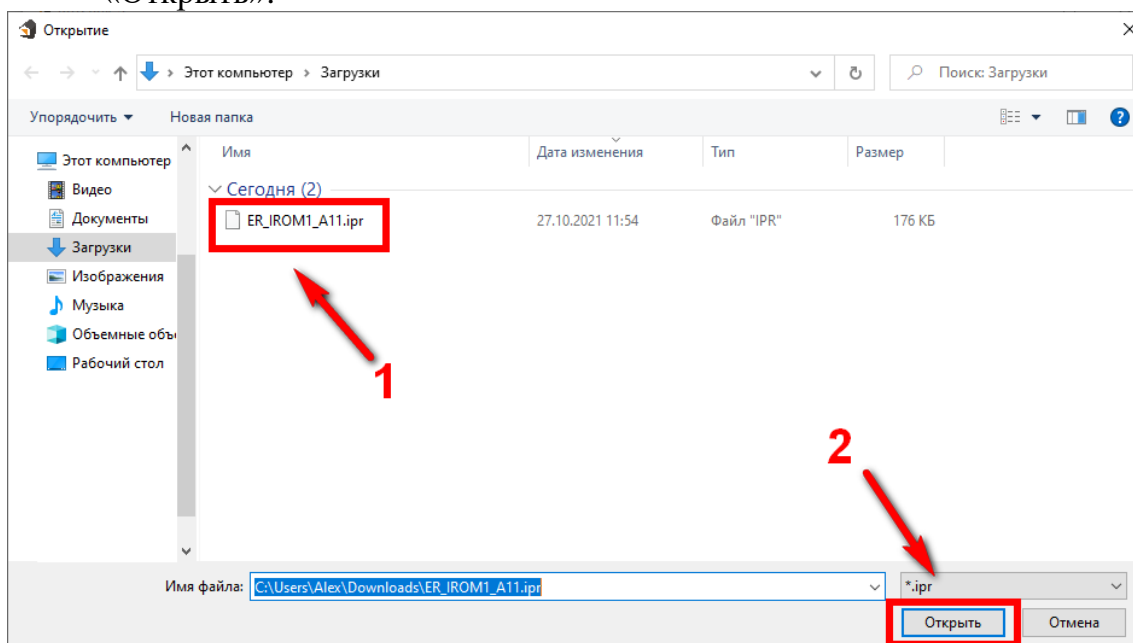 «Открыть».
Открытие
Этот компьютер › Загрузки
Поиск: Загрузки
Упорядочить
Новая папка
Имя
Дата изменения
Тип
Размер
Этот компьютер
Видео
Документы
Загрузки
Изображения
Музыка
Объемные объ
Рабочий стол
Сегодня (2)
ER_IROM1_A11.ipr 27.10.2021 11:54 Файл "IPR" 176 КБ
1
2
Имя файла: C:\Users\Alex\Downloads\ER_IROM1_A11.ipr
*.ipr
Открыть
Отмена